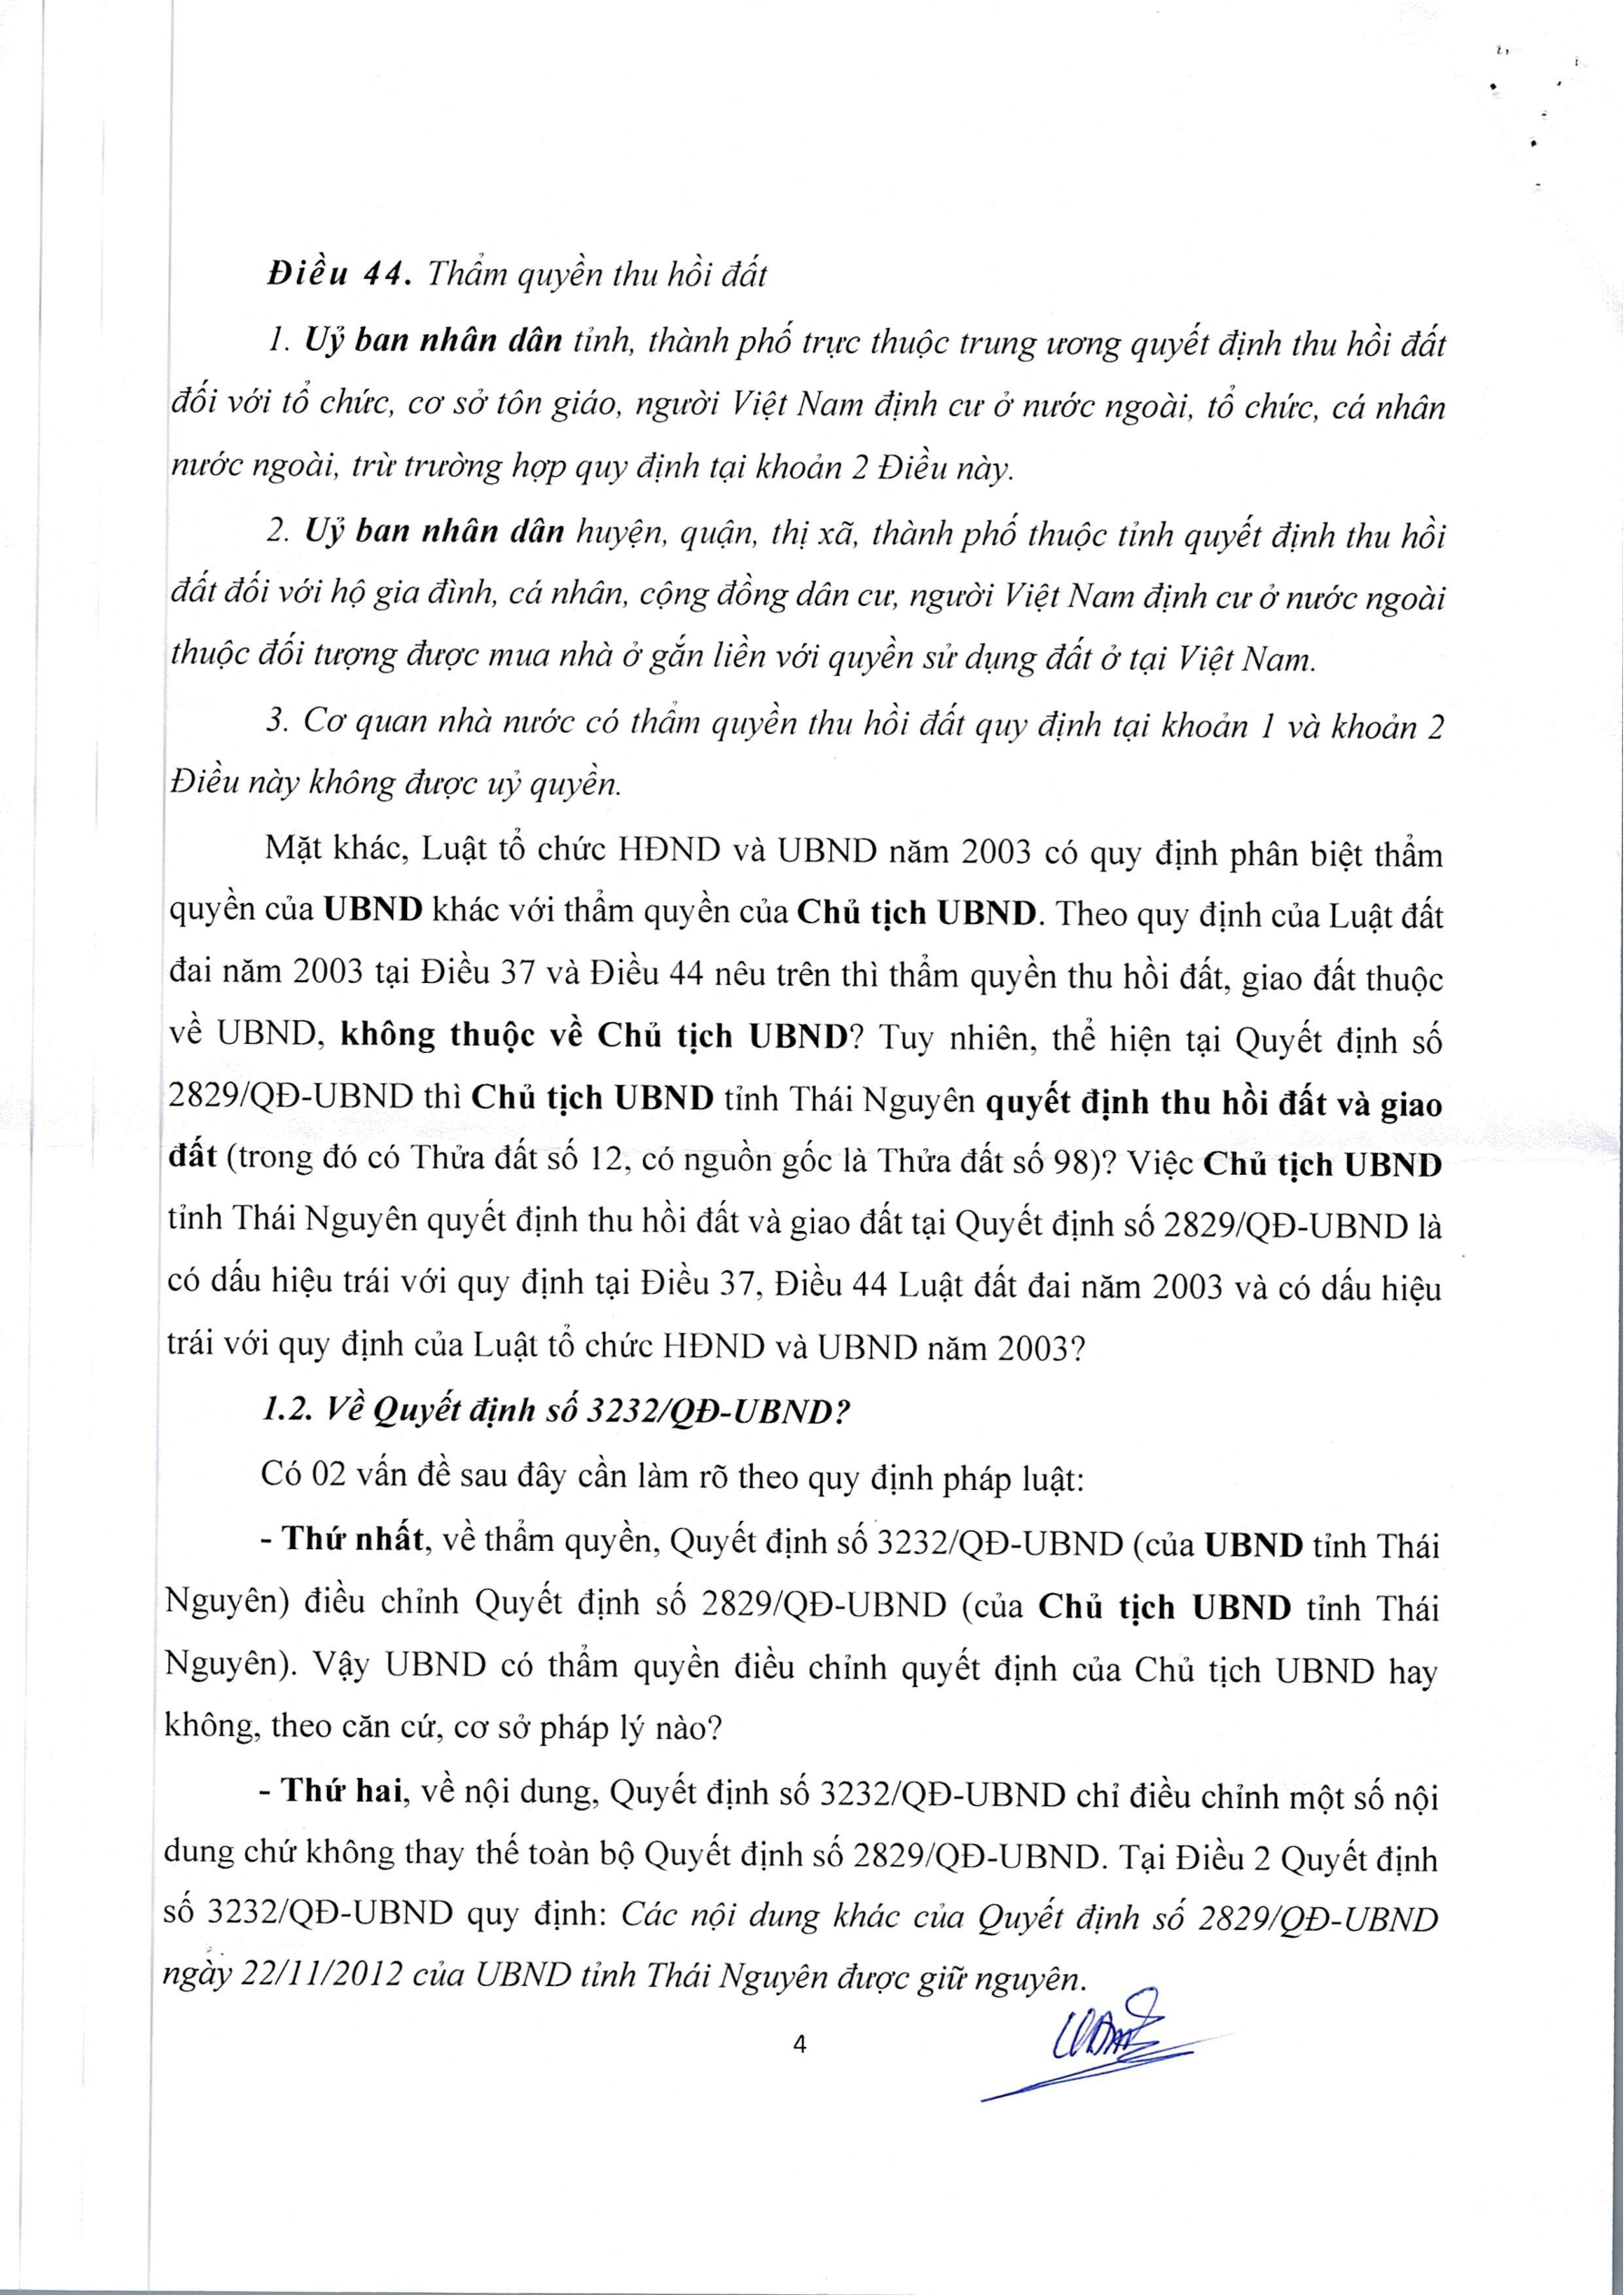 Điều 44. Thẩm quyền thu hồi đất
1. Uỷ ban nhân dân tỉnh, thành phố trực thuộc trung ương quyết định thu hồi đất
đối với tổ chức, cơ sở tôn giáo, người Việt Nam định cư ở nước ngoài, tổ chức, cá nhân
nước ngoài, trừ trường hợp quy định tại khoản 2 Điều này.
2. Uỷ ban nhân dân huyện, quận, thị xã, thành phố thuộc tỉnh quyết định thu hồi
đất đối với hộ gia đình, cá nhân, cộng đồng dân cư, người Việt Nam định cư ở nước ngoài
thuộc đối tượng được mua nhà ở gắn liền với quyền sử dụng đất ở tại Việt Nam.
3. Cơ quan nhà nước có thẩm quyền thu hồi đất quy định tại khoản 1 và khoản 2
Điều này không được uỷ quyền.
Mặt khác, Luật tổ chức HĐND và UBND năm 2003 có quy định phân biệt thẩm
quyền của UBND khác với thẩm quyền của Chủ tịch UBND. Theo quy định của Luật đất
đai năm 2003 tại Điều 37 và Điều 44 nêu trên thì thẩm quyền thu hồi đất, giao đất thuộc
về UBND, không thuộc về Chủ tịch UBND? Tuy nhiên, thể hiện tại Quyết định số
2829/QĐ-UBND thì Chủ tịch UBND tỉnh Thái Nguyên quyết định thu hồi đất và giao
đất (trong đó có Thửa đất số 12, có nguồn gốc là Thửa đất số 98)? Việc Chủ tịch UBND
tỉnh Thái Nguyên quyết định thu hồi đất và giao đất tại Quyết định số 2829/QĐ-UBND là
có dấu hiệu trái với quy định tại Điều 37, Điều 44 Luật đất đai năm 2003 và có dấu hiệu
trái với quy định của Luật tổ chức HĐND và UBND năm 2003?
1.2. Về Quyết định số 3232/QĐ-UBND?
Có 02 vấn đề sau đây cần làm rõ theo quy định pháp luật:
- Thứ nhất, về thẩm quyền, Quyết định số 3232/QĐ-UBND (của UBND tỉnh Thái
Nguyên) điều chỉnh Quyết định số 2829/QĐ-UBND (của Chủ tịch UBND tỉnh Thái
Nguyên). Vậy UBND có thẩm quyền điều chỉnh quyết định của Chủ tịch UBND hay
không, theo căn cứ, cơ sở pháp lý nào?
- Thứ hai, về nội dung, Quyết định số 3232/QĐ-UBND chỉ điều chỉnh một số nội
dung chứ không thay thế toàn bộ Quyết định số 2829/QĐ-UBND. Tại Điều 2 Quyết định
số 3232/QĐ-UBND quy định: Các nội dung khác của Quyết định số 2829/QĐ-UBND
ngày 22/11/2012 của UBND tỉnh Thái Nguyên được giữ nguyên.
4